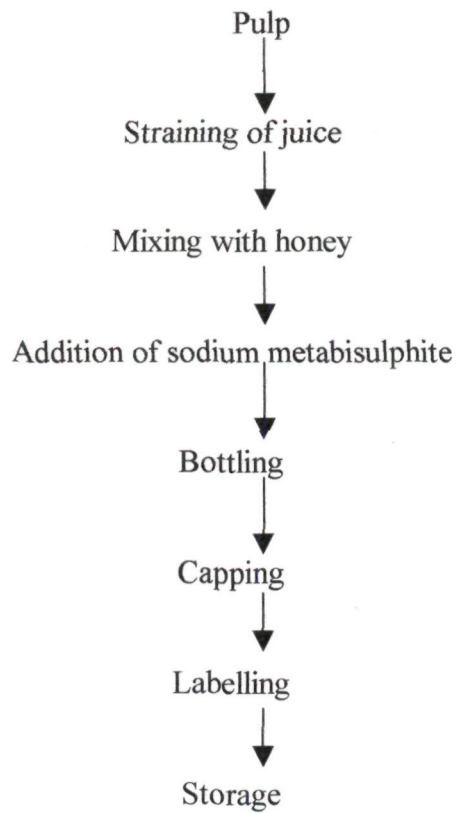 Pulp
Straining of juice
Mixing with honey
Addition of sodium metabisulphite
Bottling
Capping
Labelling
Storage